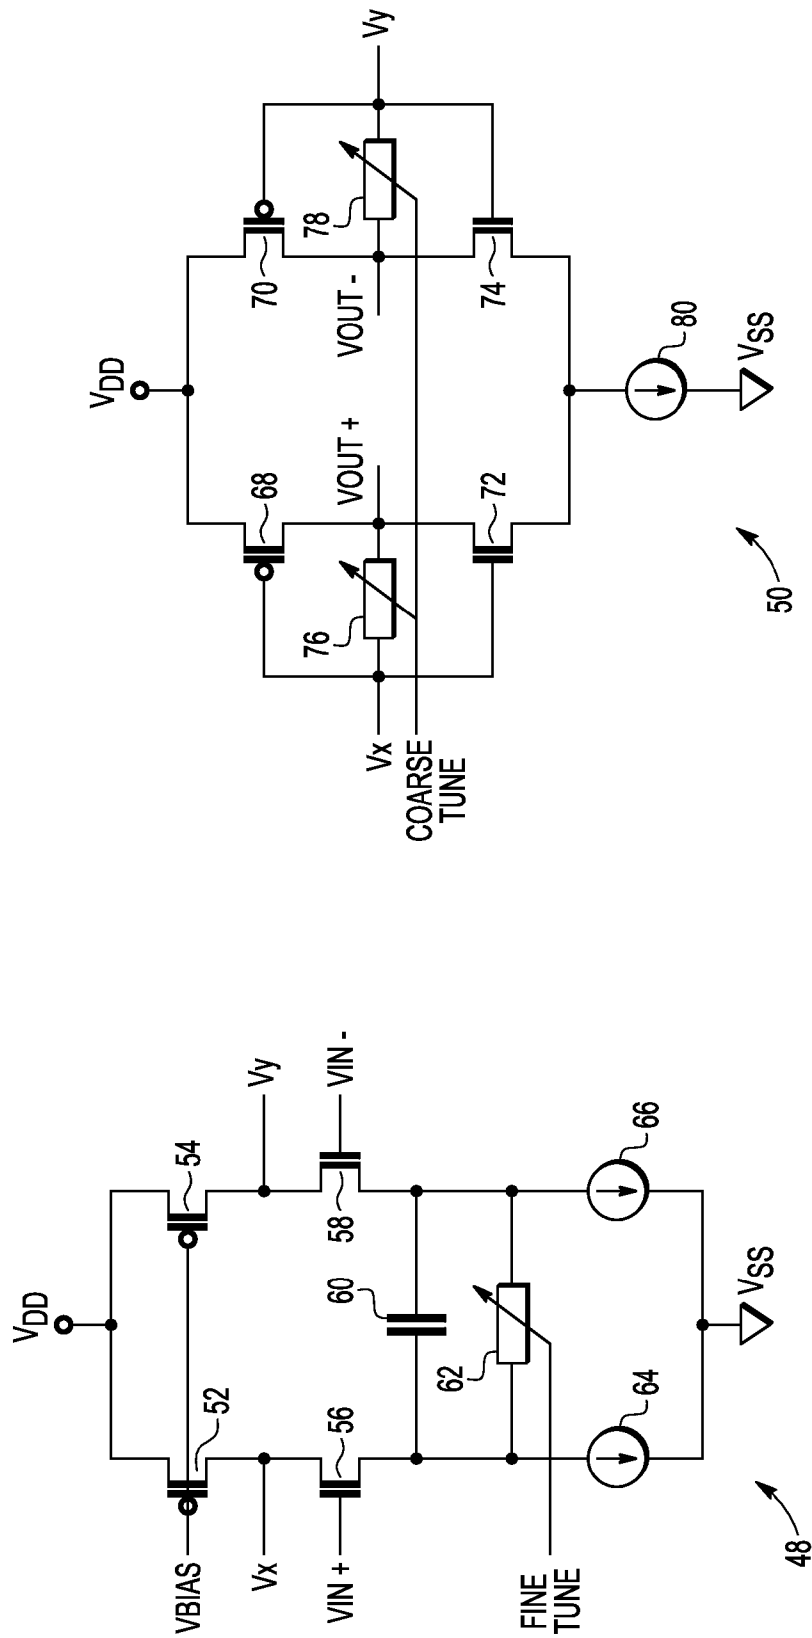 VDD
68
70
76
78
Vx
VOUT +
VOUT -
Vy
COARSE
TUNE
72
74
80
VSS
50
VDD
52
54
VBIAS
Vx
Vy
VIN +
56
58
VIN -
60
62
FINE
TUNE
64
66
VSS
48